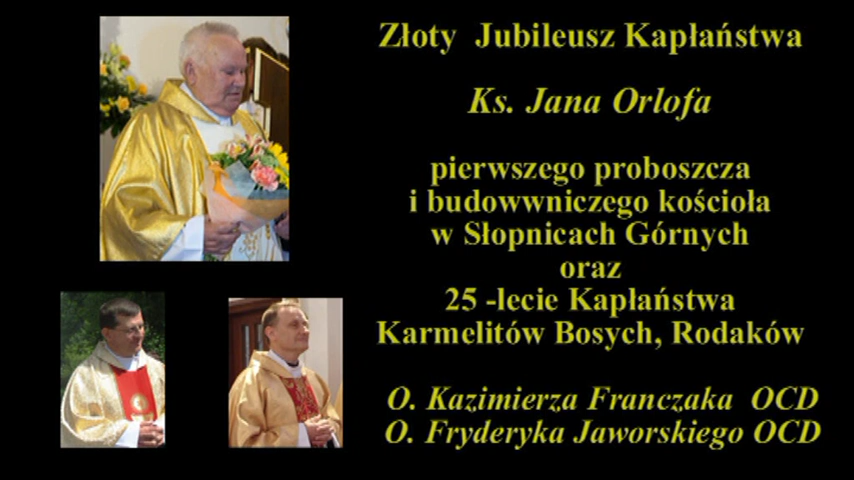 Złoty Jubileusz Kapłaństwa
Ks. Jana Orlofa
pierwszego proboszcza
i budowwniczego kościoła
w Słopnicach Górnych
oraz
25 -lecie Kapłaństwa
Karmelitów Bosych, Rodaków
O. Kazimierza Franczaka OCD
O. Fryderyka Jaworskiego OCD